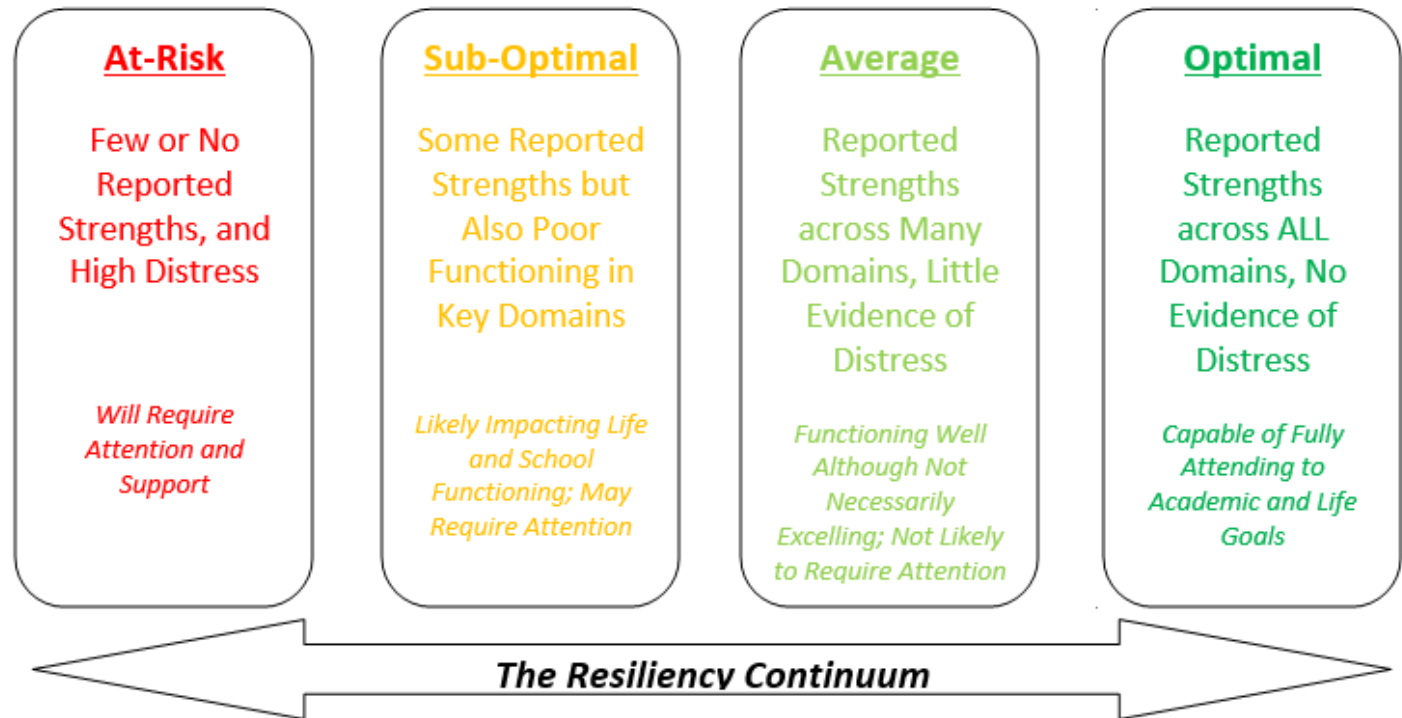 At-Risk
Few or No
Reported
Strengths, and
High Distress
Will Require
Attention and
Support
Sub-Optimal
Some Reported
Strengths but
Also Poor
Functioning in
Key Domains
Likely Impacting Life
and School
Functioning; May
Require Attention
Average
Reported
Strengths
across Many
Domains, Little
Evidence of
Distress
Functioning Well
Although Not
Necessarily
Excelling; Not Likely
to Require Attention
Optimal
Reported
Strengths
across ALL
Domains, No
Evidence of
Distress
Capable of Fully
Attending to
Academic and Life
Goals
The Resiliency Continuum